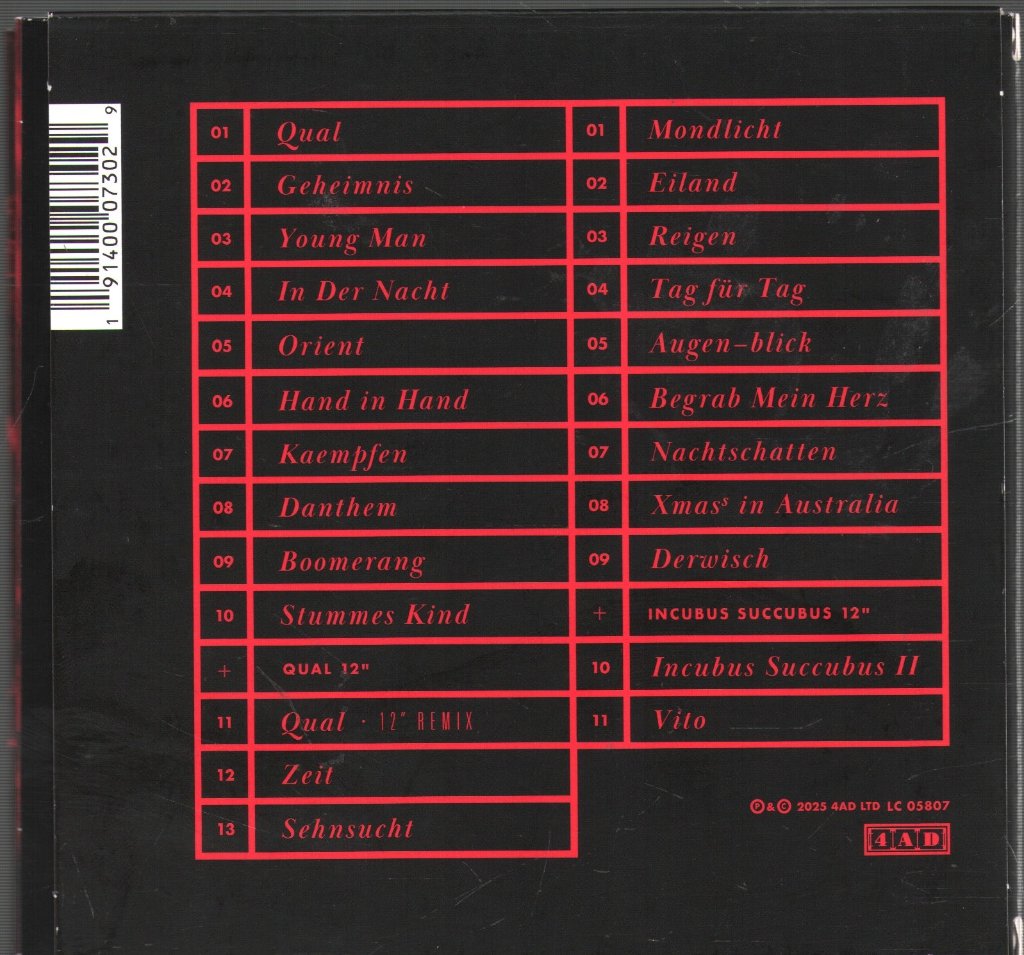 01 Qual
02 Geheimnis
03 Young Man
04 In Der Nacht
05 Orient
06 Hand in Hand
07 Kaempfen
08 Danthem
09 Boomerang
10 Stummes Kind
+ QUAL 12"
11 Qual · 12" REMIX
12 Zeit
13 Sehnsucht
01 Mondlicht
02 Eiland
03 Reigen
04 Tag für Tag
05 Augen–blick
06 Begrab Mein Herz
07 Nachtschatten
08 Xmasˢ in Australia
09 Derwisch
+ INCUBUS SUCCUBUS 12"
10 Incubus Succubus II
11 Vito
℗ & © 2025 4AD LTD LC 05807
4AD
1 91400 07302 9